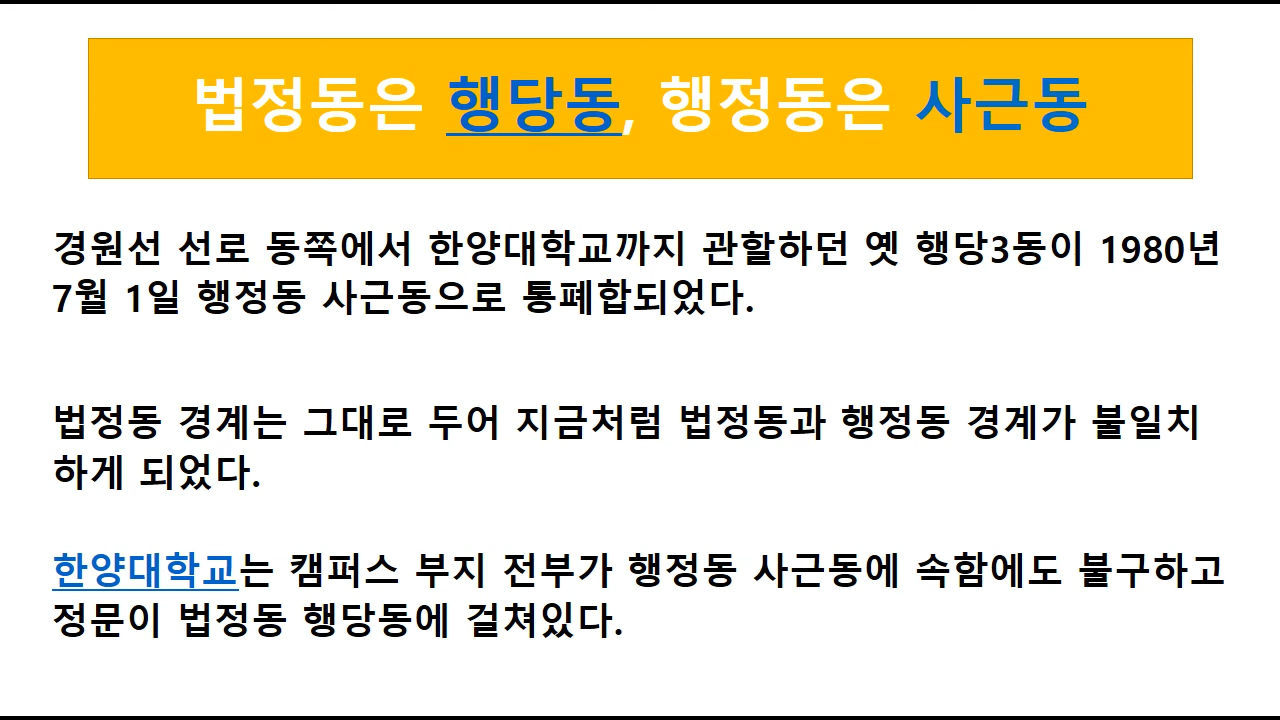 법정동은 행당동, 행정동은 사근동
경원선 선로 동쪽에서 한양대학교까지 관할하던 옛 행당3동이 1980년
7월 1일 행정동 사근동으로 통폐합되었다.
법정동 경계는 그대로 두어 지금처럼 법정동과 행정동 경계가 불일치
하게 되었다.
한양대학교는 캠퍼스 부지 전부가 행정동 사근동에 속함에도 불구하고
정문이 법정동 행당동에 걸쳐있다.